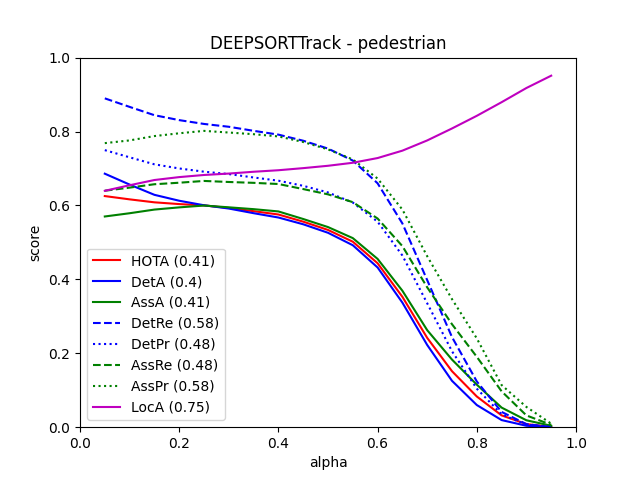 DEEPSORTTrack - pedestrian
1.0
0.8
0.6
0.4
0.2
0.0
score
HOTA (0.41)
DetA (0.4)
AssA (0.41)
DetRe (0.58)
DetPr (0.48)
AssRe (0.48)
AssPr (0.58)
LocA (0.75)
0.0 0.2 0.4 0.6 0.8 1.0
alpha